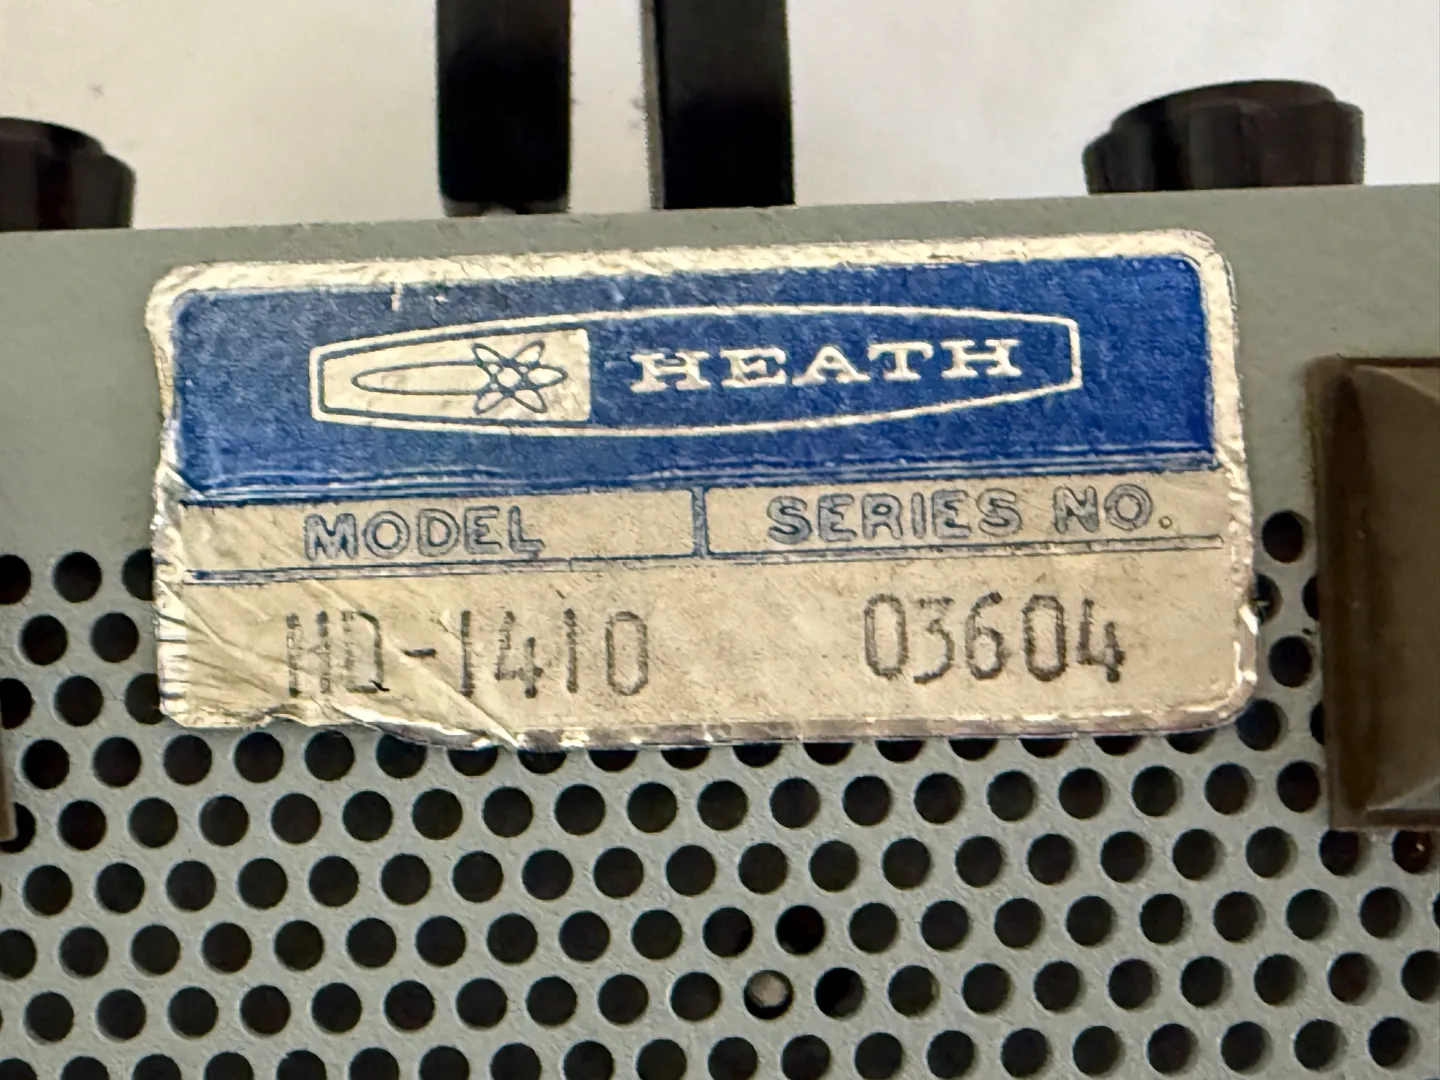 HEATH
MODEL SERIES NO.
HD-1410 03604